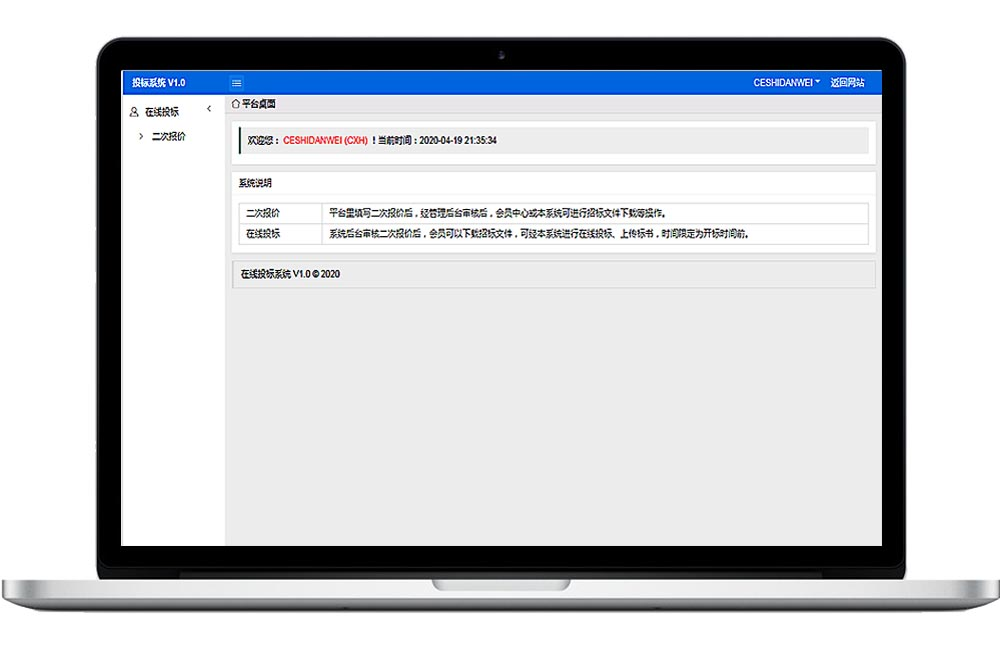 投标系统 V1.0
CESHIDANWEI 返回网站
在线投标
二次报价
平台桌面
欢迎您： CESHIDANWEI (CXH) ！当前时间：2020-04-19 21:35:34
系统说明
二次报价 平台里填写二次报价后，经管理后台审核后，会员中心或本系统可进行招标文件下载等操作。
在线投标 系统后台审核二次报价后，会员可以下载招标文件，可经本系统进行在线投标、上传标书，时间限定为开标时间前。
在线投标系统 V1.0 © 2020